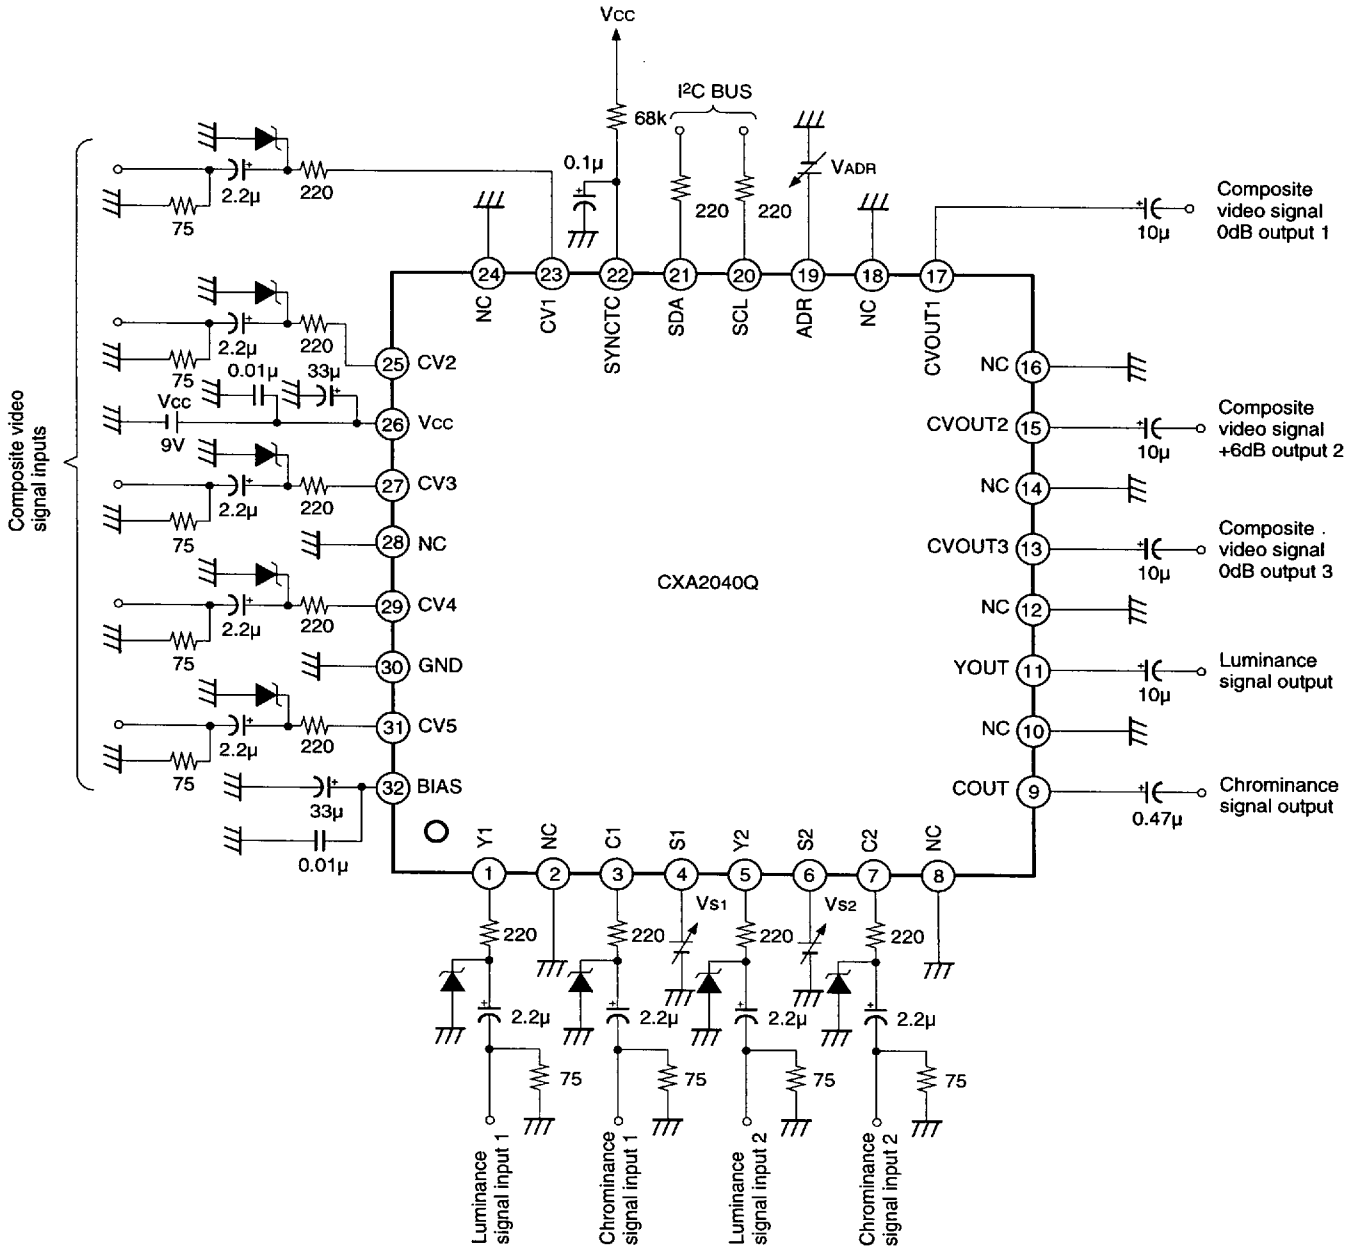 Vcc
68k
I²C BUS
0.1µ
VADR
220
220
220
2.2µ
75
10µ
Composite
video signal
0dB output 1
24
23
22
21
20
19
18
17
NC
CV1
SYNCTC
SDA
SCL
ADR
NC
CVOUT1
220
2.2µ
75
25
CV2
0.01µ
33µ
Vcc
9V
26
Vcc
220
2.2µ
75
27
CV3
28
NC
220
2.2µ
75
29
CV4
30
GND
220
2.2µ
75
31
CV5
33µ
32
BIAS
0.01µ
Composite video
signal inputs
CXA2040Q
NC
16
CVOUT2
15
10µ
Composite
video signal
+6dB output 2
NC
14
CVOUT3
13
10µ
Composite
video signal
0dB output 3
NC
12
YOUT
11
10µ
Luminance
signal output
NC
10
COUT
9
0.47µ
Chrominance
signal output
Y1
NC
C1
S1
Y2
S2
C2
NC
1
2
3
4
5
6
7
8
Vs1
Vs2
220
220
220
220
2.2µ
2.2µ
2.2µ
2.2µ
75
75
75
75
Luminance
signal input 1
Chrominance
signal input 1
Luminance
signal input 2
Chrominance
signal input 2